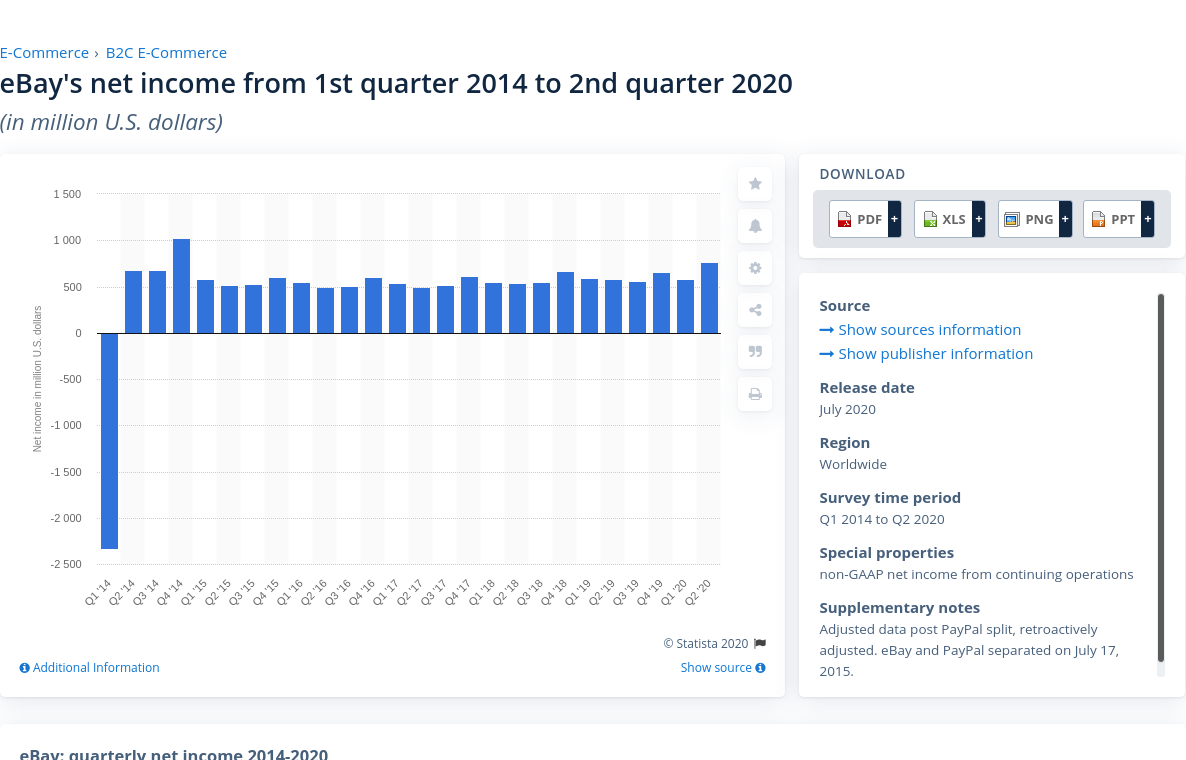 E-Commerce › B2C E-Commerce
eBay's net income from 1st quarter 2014 to 2nd quarter 2020
(in million U.S. dollars)
Net income in million U.S. dollars
1 500
1 000
500
0
-500
-1 000
-1 500
-2 000
-2 500
Q1 '14
Q2 '14
Q3 '14
Q4 '14
Q1 '15
Q2 '15
Q3 '15
Q4 '15
Q1 '16
Q2 '16
Q3 '16
Q4 '16
Q1 '17
Q2 '17
Q3 '17
Q4 '17
Q1 '18
Q2 '18
Q3 '18
Q4 '18
Q1 '19
Q2 '19
Q3 '19
Q4 '19
Q1 '20
Q2 '20
© Statista 2020
Additional Information
Show source
DOWNLOAD
PDF + XLS + PNG + PPT +
Source
Show sources information
Show publisher information
Release date
July 2020
Region
Worldwide
Survey time period
Q1 2014 to Q2 2020
Special properties
non-GAAP net income from continuing operations
Supplementary notes
Adjusted data post PayPal split, retroactively
adjusted. eBay and PayPal separated on July 17,
2015.
eBay: quarterly net income 2014-2020